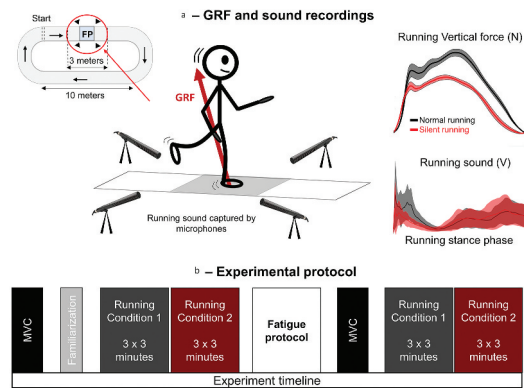 a – GRF and sound recordings
Start
FP
3 meters
10 meters
GRF
Running sound captured by
microphones
Running Vertical force (N)
Normal running
Silent running
Running sound (V)
Running stance phase
b – Experimental protocol
MVC
Familiarization
Running
Condition 1
3 x 3
minutes
Running
Condition 2
3 x 3
minutes
Fatigue
protocol
MVC
Running
Condition 1
3 x 3
minutes
Running
Condition 2
3 x 3
minutes
Experiment timeline